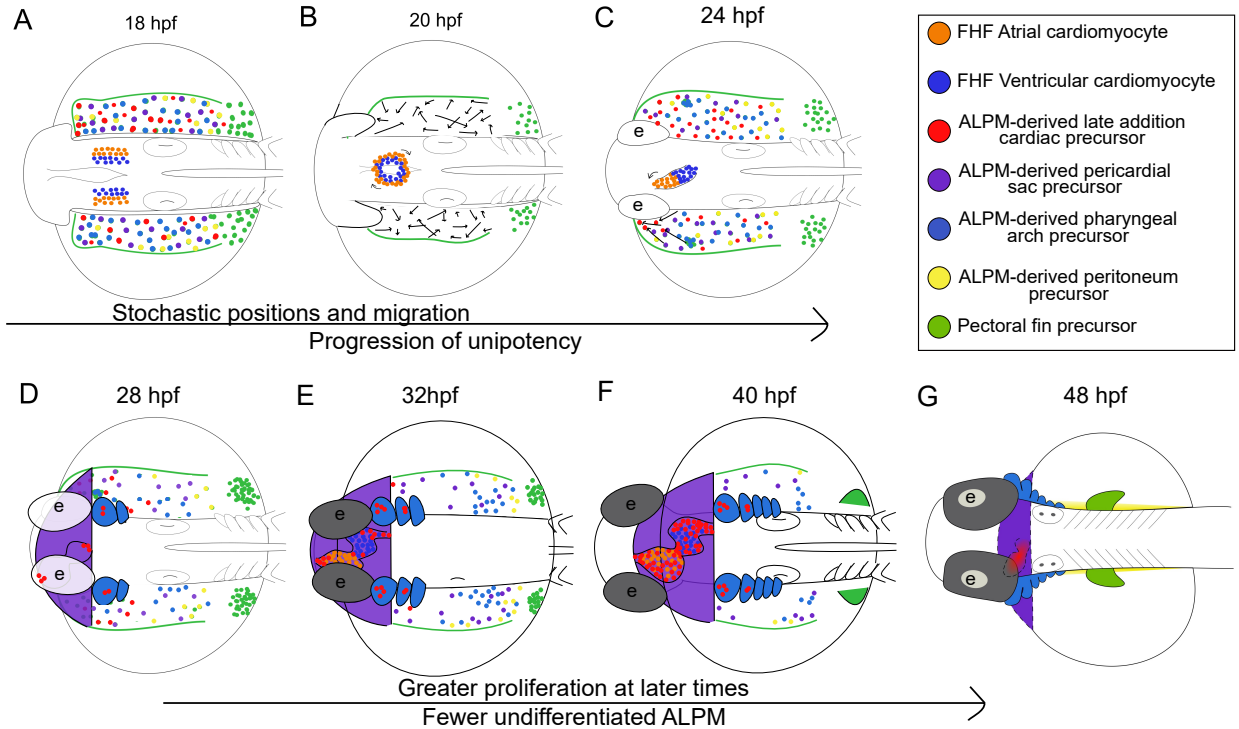 A
18 hpf
B
20 hpf
C
24 hpf
e
e
FHF Atrial cardiomyocyte
FHF Ventricular cardiomyocyte
ALPM-derived late addition
cardiac precursor
ALPM-derived pericardial
sac precursor
ALPM-derived pharyngeal
arch precursor
ALPM-derived peritoneum
precursor
Pectoral fin precursor
Stochastic positions and migration
Progression of unipotency
D
28 hpf
E
32hpf
F
40 hpf
G
48 hpf
e
e
e
e
e
e
e
e
Greater proliferation at later times
Fewer undifferentiated ALPM